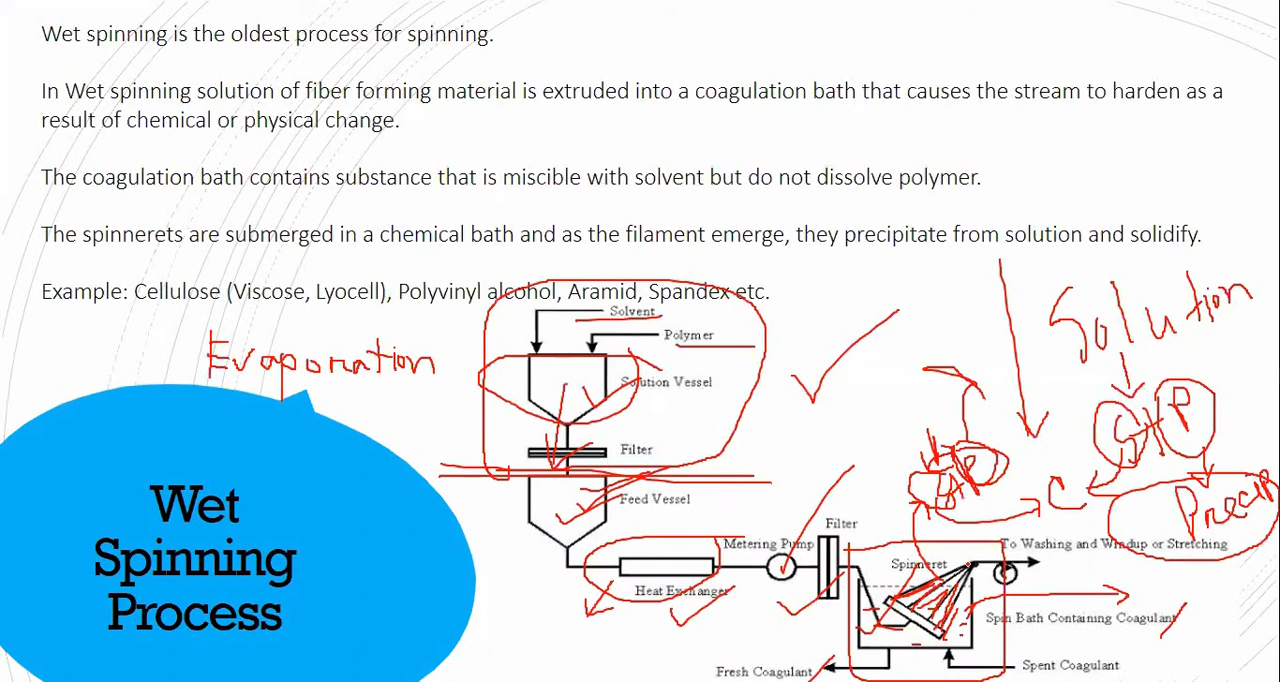 Wet spinning is the oldest process for spinning.
In Wet spinning solution of fiber forming material is extruded into a coagulation bath that causes the stream to harden as a
result of chemical or physical change.
The coagulation bath contains substance that is miscible with solvent but do not dissolve polymer.
The spinnerets are submerged in a chemical bath and as the filament emerge, they precipitate from solution and solidify.
Example: Cellulose (Viscose, Lyocell), Polyvinyl alcohol, Aramid, Spandex etc.
Solvent
Polymer
Solution Vessel
Filter
Feed Vessel
Heat Exchanger
Metering Pump
Filter
Spinneret
To Washing and Windup or Stretching
Spin Bath Containing Coagulant
Fresh Coagulant
Spent Coagulant
Evaporation
Solution
S+P
C
Precip
Wet
Spinning
Process